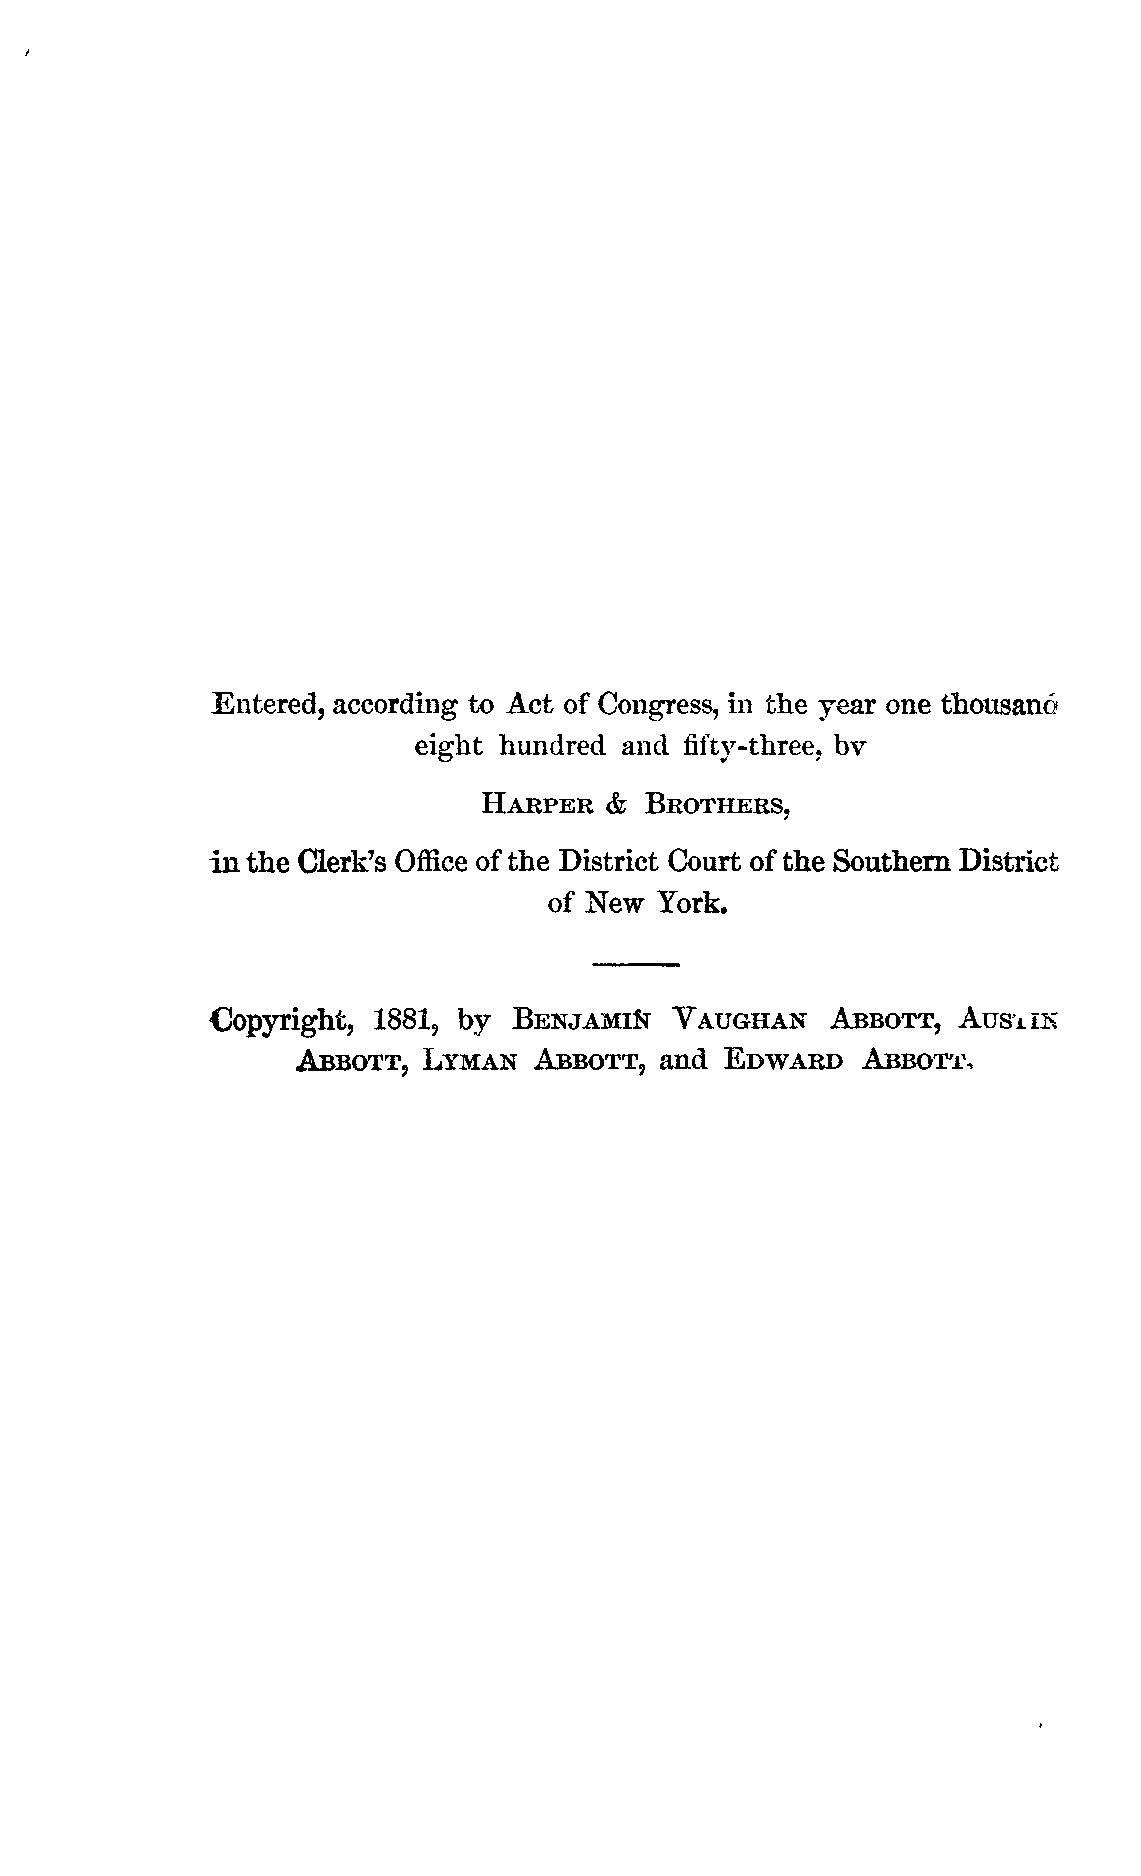 Entered, according to Act of Congress, in the year one thousand
eight hundred and fifty-three, by
HARPER & BROTHERS,
in the Clerk's Office of the District Court of the Southern District
of New York.
Copyright, 1881, by BENJAMIN VAUGHAN ABBOTT, AUSTIN
ABBOTT, LYMAN ABBOTT, and EDWARD ABBOTT.